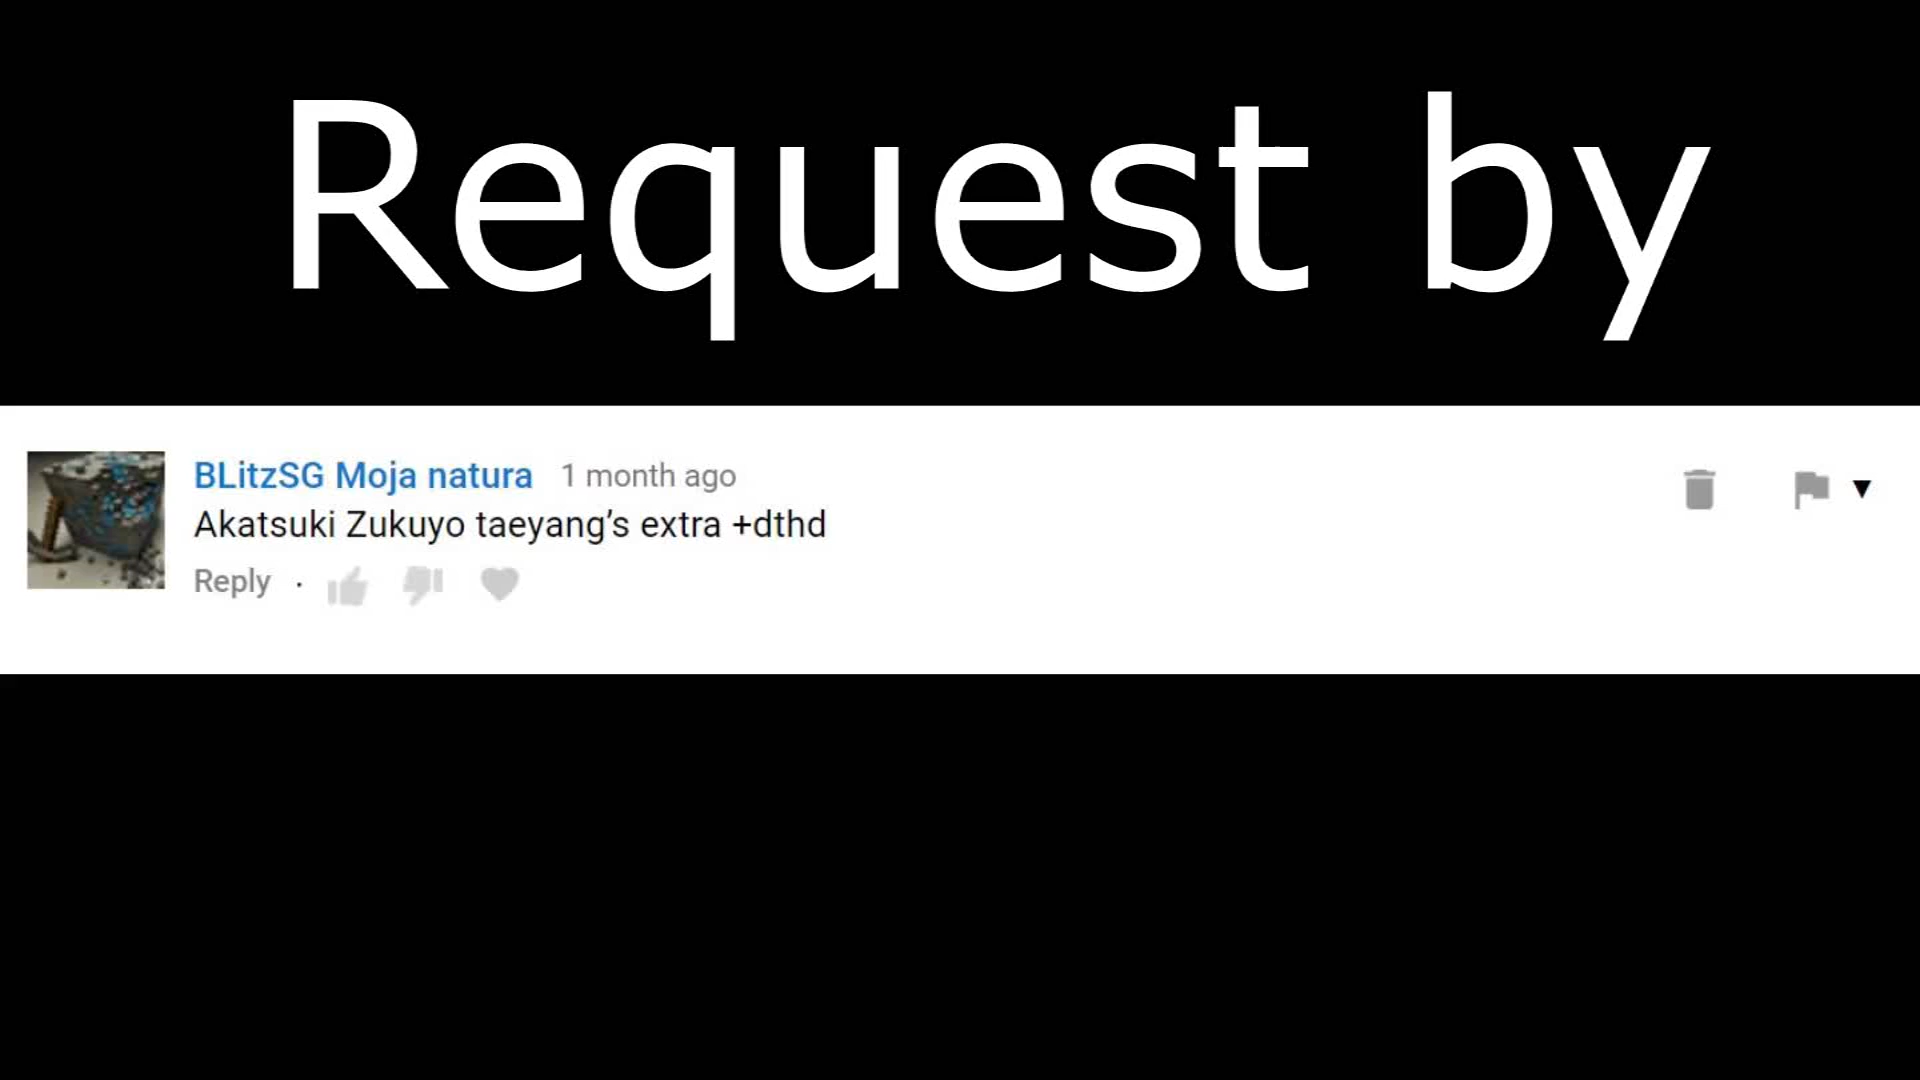 Request by
BLitzSG Moja natura 1 month ago
Akatsuki Zukuyo taeyang’s extra +dthd
Reply ·